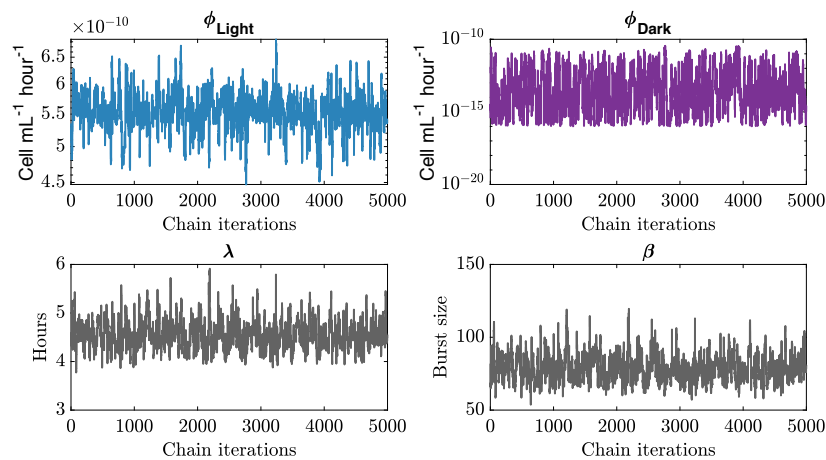 ϕ_Light
×10⁻¹⁰
Cell mL⁻¹ hour⁻¹
6.5
6
5.5
5
4.5
0 1000 2000 3000 4000 5000
Chain iterations
ϕ_Dark
Cell mL⁻¹ hour⁻¹
10⁻¹⁰
10⁻¹⁵
10⁻²⁰
0 1000 2000 3000 4000 5000
Chain iterations
λ
Hours
6
5
4
3
0 1000 2000 3000 4000 5000
Chain iterations
β
Burst size
150
100
50
0 1000 2000 3000 4000 5000
Chain iterations